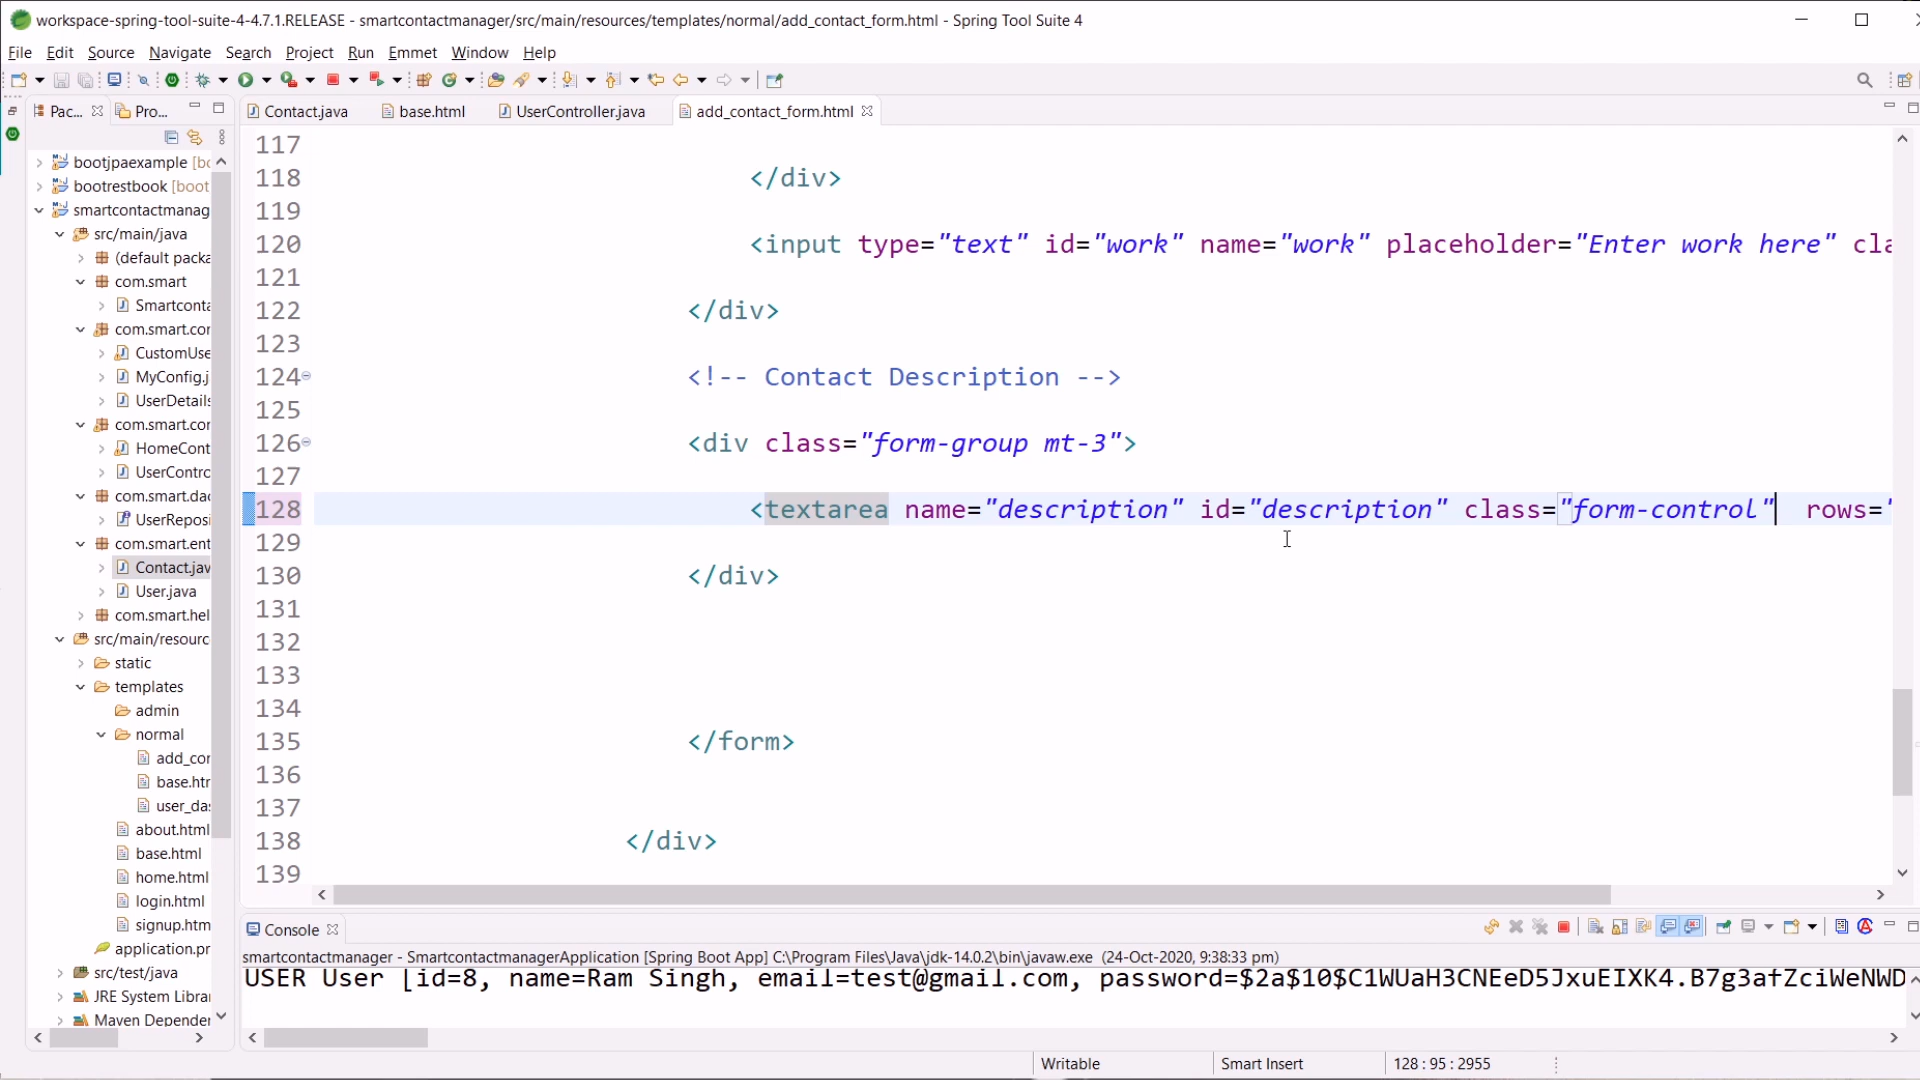 workspace-spring-tool-suite-4-4.7.1.RELEASE - smartcontactmanager/src/main/resources/templates/normal/add_contact_form.html - Spring Tool Suite 4
File Edit Source Navigate Search Project Run Emmet Window Help
Pac... Pro...
Contact.java base.html UserController.java add_contact_form.html
bootjpaexample [bo
bootrestbook [boot
smartcontactmanag
src/main/java
(default packa
com.smart
Smartconta
com.smart.cor
CustomUse
MyConfig.j
UserDetails
com.smart.cor
HomeCont
UserContro
com.smart.dao
UserReposi
com.smart.ent
Contact.jav
User.java
com.smart.hel
src/main/resourc
static
templates
admin
normal
add_cor
base.htr
user_da
about.html
base.html
home.html
login.html
signup.htm
application.pr
src/test/java
JRE System Librar
Maven Depender
117
118 </div>
119
120 <input type="text" id="work" name="work" placeholder="Enter work here" cla
121
122 </div>
123
124 <!-- Contact Description -->
125
126 <div class="form-group mt-3">
127
128 <textarea name="description" id="description" class="form-control" rows="
129
130 </div>
131
132
133
134
135 </form>
136
137
138 </div>
139
Console
smartcontactmanager - SmartcontactmanagerApplication [Spring Boot App] C:\Program Files\Java\jdk-14.0.2\bin\javaw.exe (24-Oct-2020, 9:38:33 pm)
USER User [id=8, name=Ram Singh, email=test@gmail.com, password=$2a$10$C1WUaH3CNEeD5JxuEIXK4.B7g3afZciWeNWD
Writable Smart Insert 128 : 95 : 2955